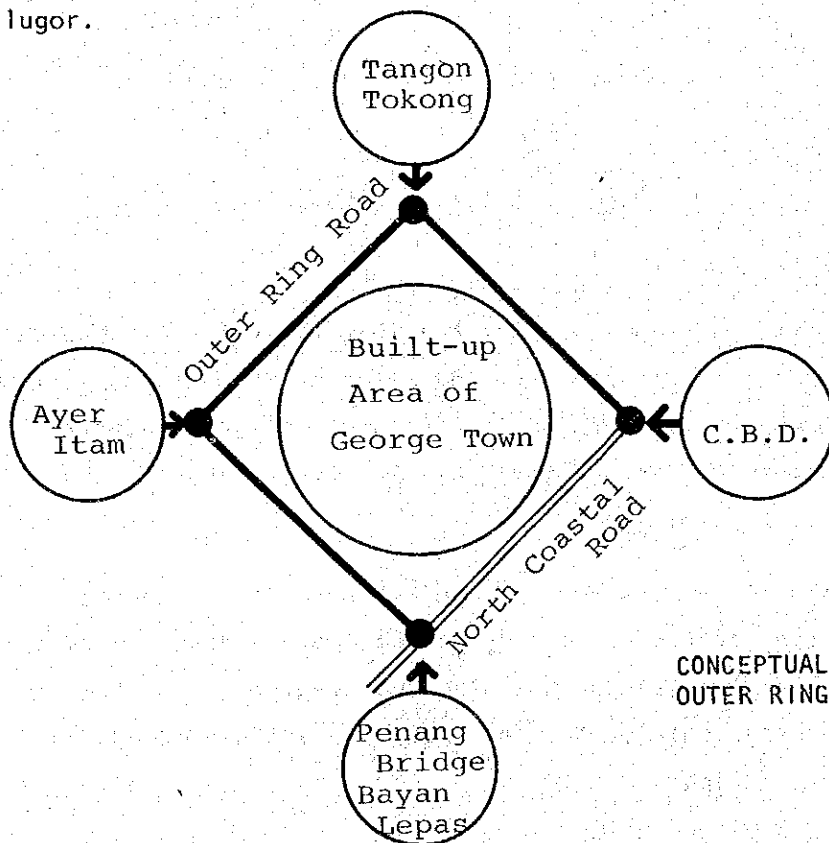 lugor.
Tangon
Tokong
Outer Ring Road
Built-up
Area of
George Town
Ayer
Itam
C.B.D.
North Coastal
Road
CONCEPTUAL
OUTER RING
Penang
Bridge
Bayan
Lepas